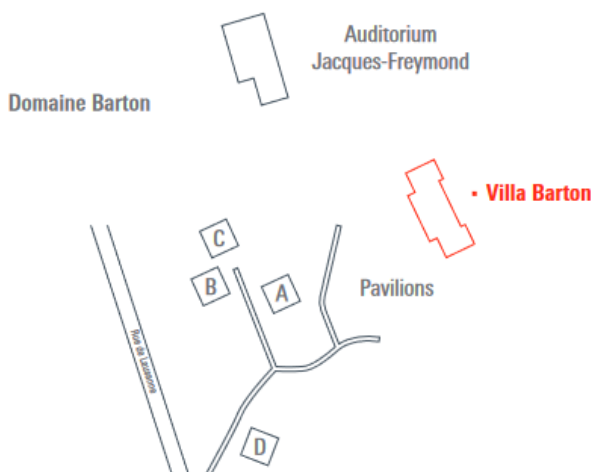 Auditorium
Jacques-Freymond
Domaine Barton
Villa Barton
C
B
A
Pavilions
Rue de Lausanne
D